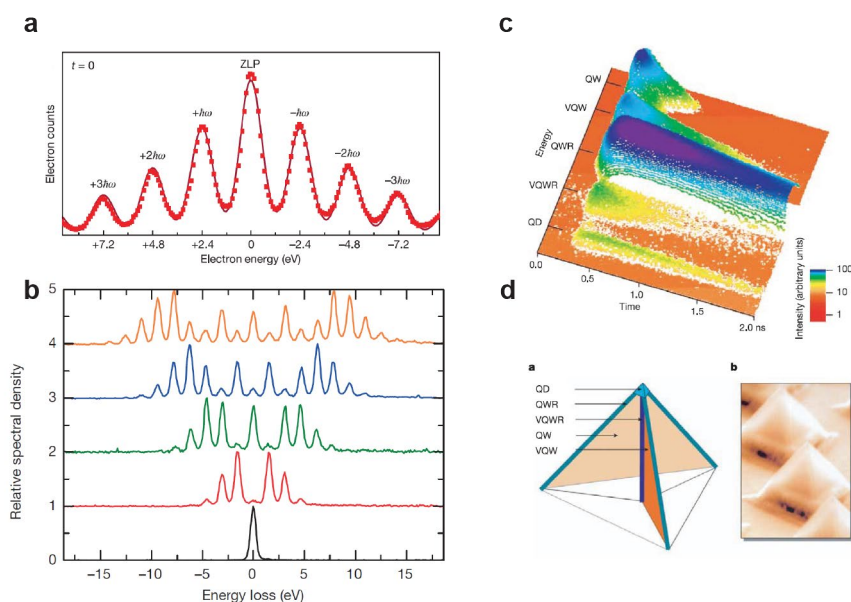 a
t = 0
ZLP
+ħω
−ħω
+2ħω
−2ħω
+3ħω
−3ħω
Electron counts
+7.2
+4.8
+2.4
0
−2.4
−4.8
−7.2
Electron energy (eV)
b
5
4
3
2
1
0
Relative spectral density
−15
−10
−5
0
5
10
15
Energy loss (eV)
c
QW
VQW
QWR
VQWR
QD
Energy
0.0
0.5
1.0
2.0 ns
Time
Intensity (arbitrary units)
100
10
1
d
a
QD
QWR
VQWR
QW
VQW
b